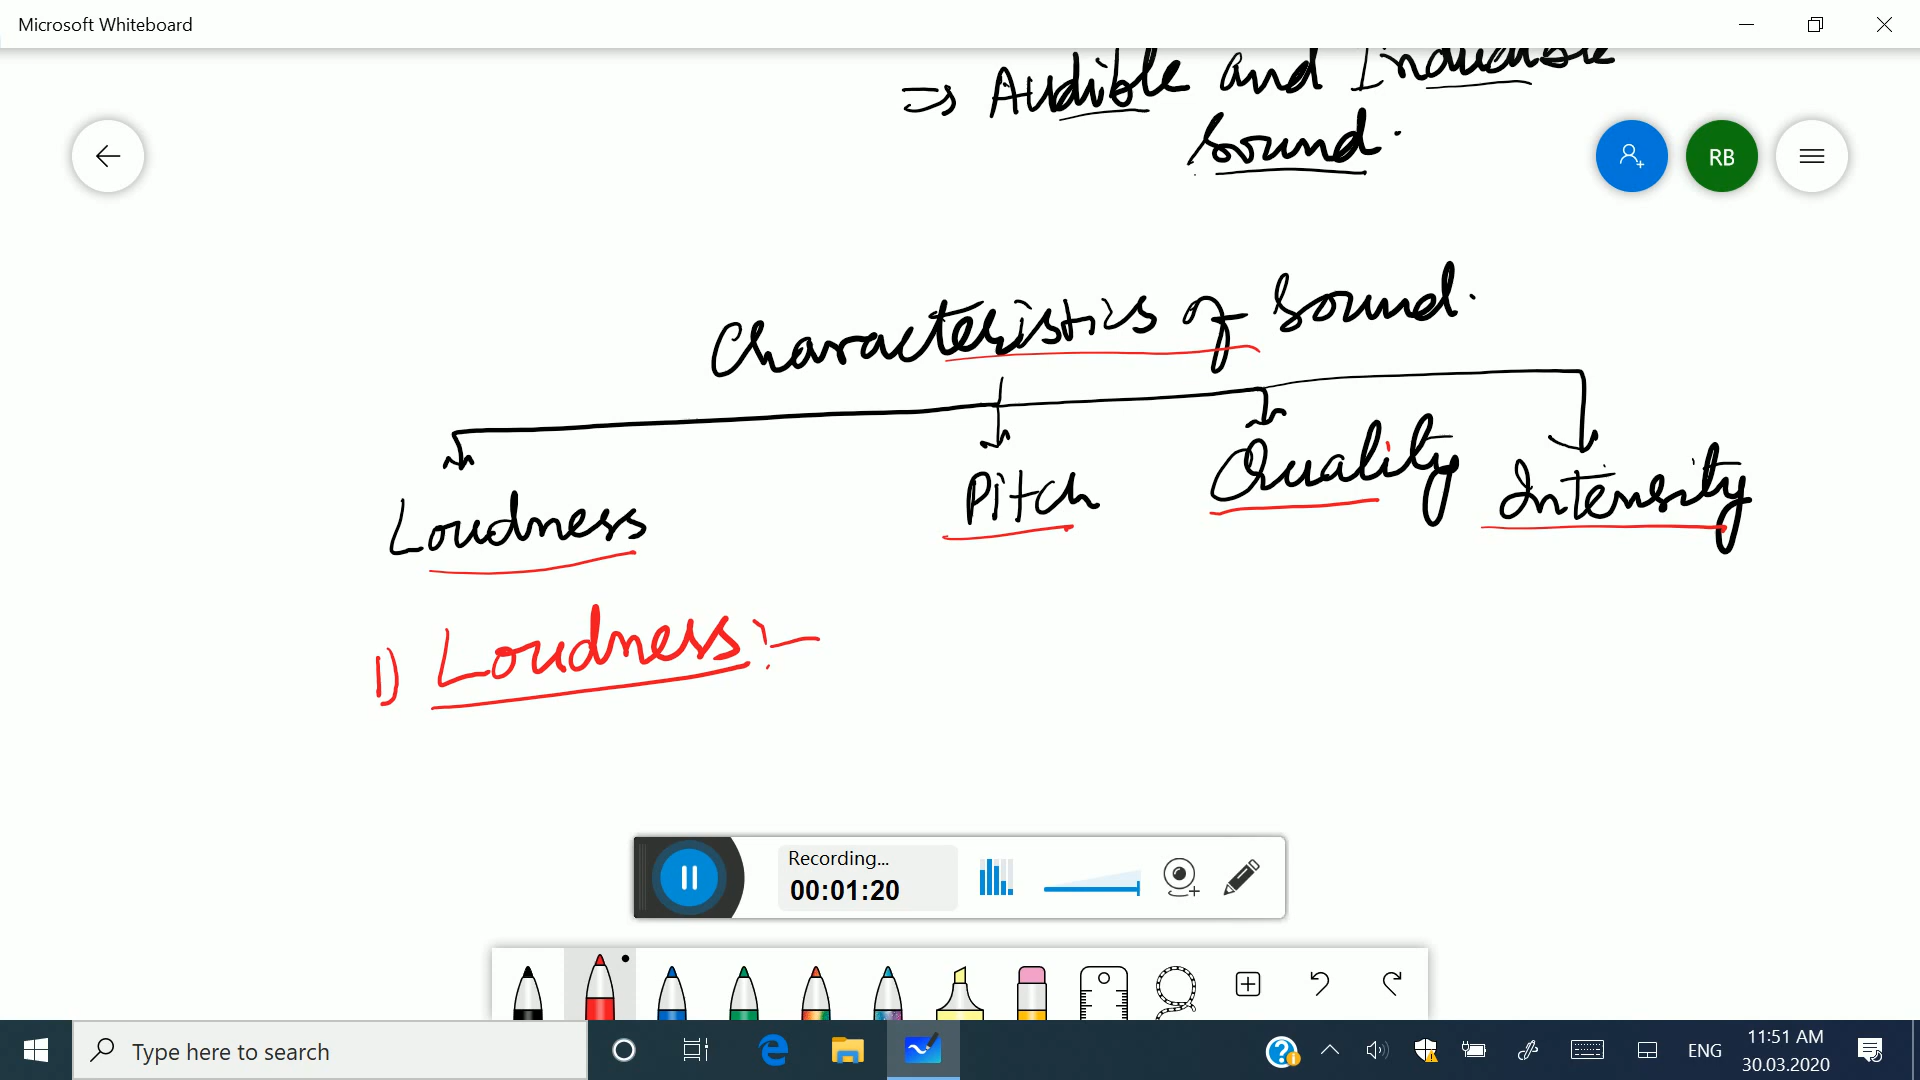 Microsoft Whiteboard
⇒ Audible and Inaudible
Sound.
RB
Characteristics of Sound.
Loudness
Pitch
Quality
Intensity
1) Loudness:-
Recording...
00:01:20
Type here to search
ENG
11:51 AM
30.03.2020